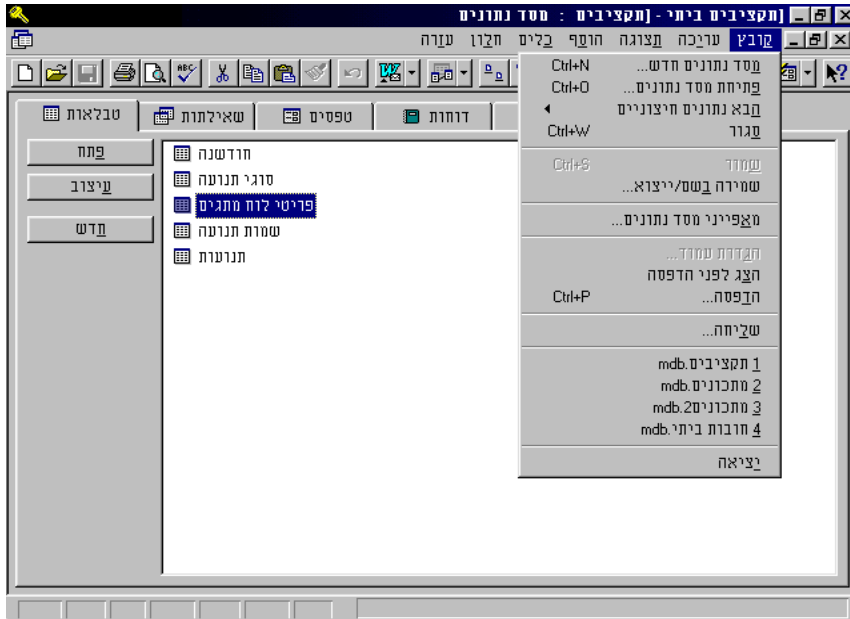 [תקציבים ביתי - [תקציבים : מסד נתונים
קובץ עריכה תצוגה הוסף כלים חלון עזרה
מסד נתונים חדש... Ctrl+N
פתיחת מסד נתונים... Ctrl+O
הבא נתונים חיצוניים
סגור Ctrl+W
שמור Ctrl+S
שמירה בשם/ייצוא...
מאפייני מסד נתונים...
הגדרת עמוד...
הצג לפני הדפסה
הדפסה... Ctrl+P
שליחה...
1 תקציבים.mdb
2 מתכונים.mdb
3 מתכונים2.mdb
4 חובות ביתי.mdb
יציאה
טבלאות
שאילתות
טפסים
דוחות
פתח
עיצוב
חדש
חודשנה
סוגי תנועה
פריטי לוח מתגים
שמות תנועה
תנועות
ABC